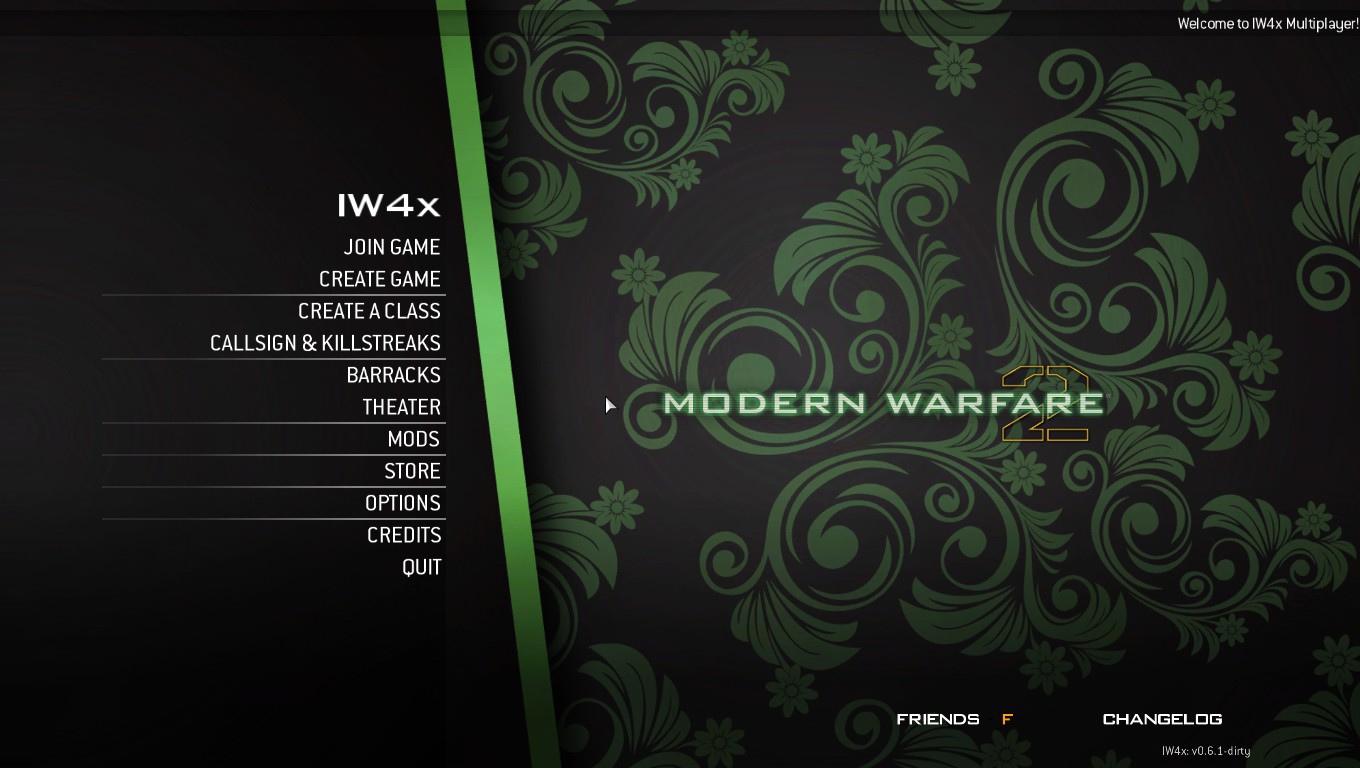 Welcome to IW4x Multiplayer!
IW4x
JOIN GAME
CREATE GAME
CREATE A CLASS
CALLSIGN & KILLSTREAKS
BARRACKS
THEATER
MODS
STORE
OPTIONS
CREDITS
QUIT
MODERN WARFARE 2
FRIENDS F
CHANGELOG
IW4x: v0.6.1-dirty